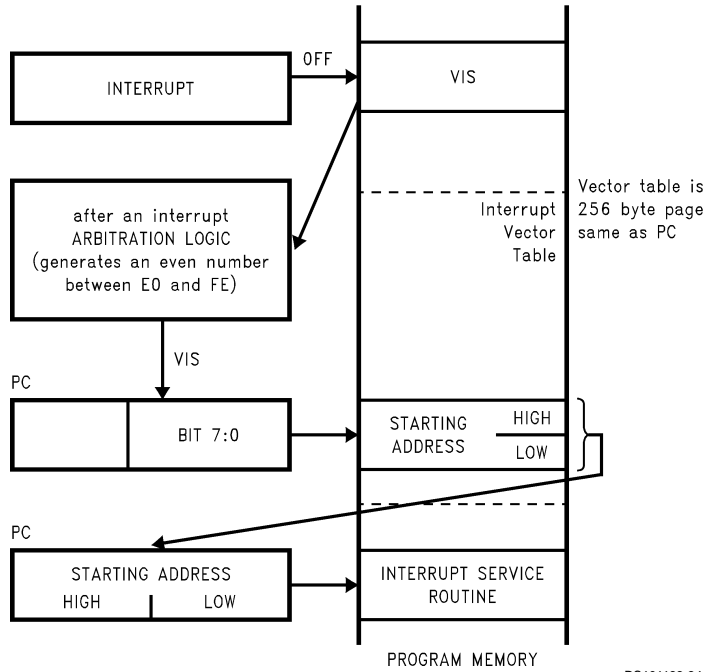 OFF
INTERRUPT
VIS
after an interrupt
ARBITRATION LOGIC
(generates an even number
between E0 and FE)
Interrupt
Vector
Table
Vector table is
256 byte page
same as PC
VIS
PC
BIT 7:0
STARTING
ADDRESS
HIGH
LOW
PC
STARTING ADDRESS
HIGH
LOW
INTERRUPT SERVICE
ROUTINE
PROGRAM MEMORY